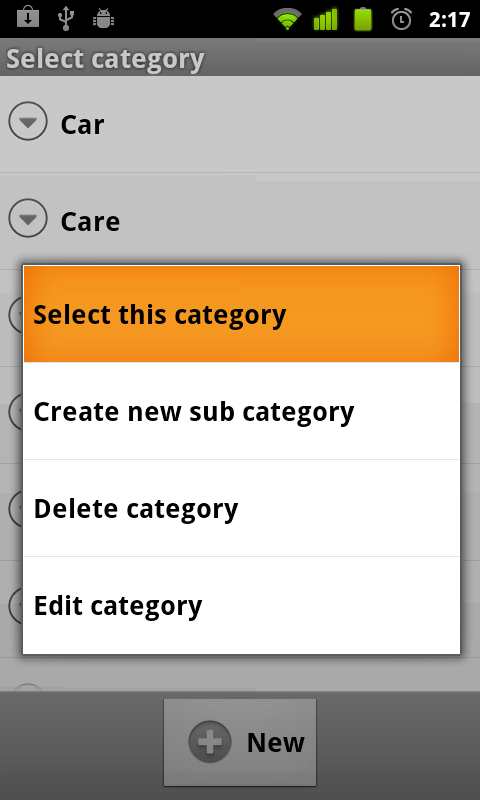 2:17
Select category
Car
Care
Select this category
Create new sub category
Delete category
Edit category
New